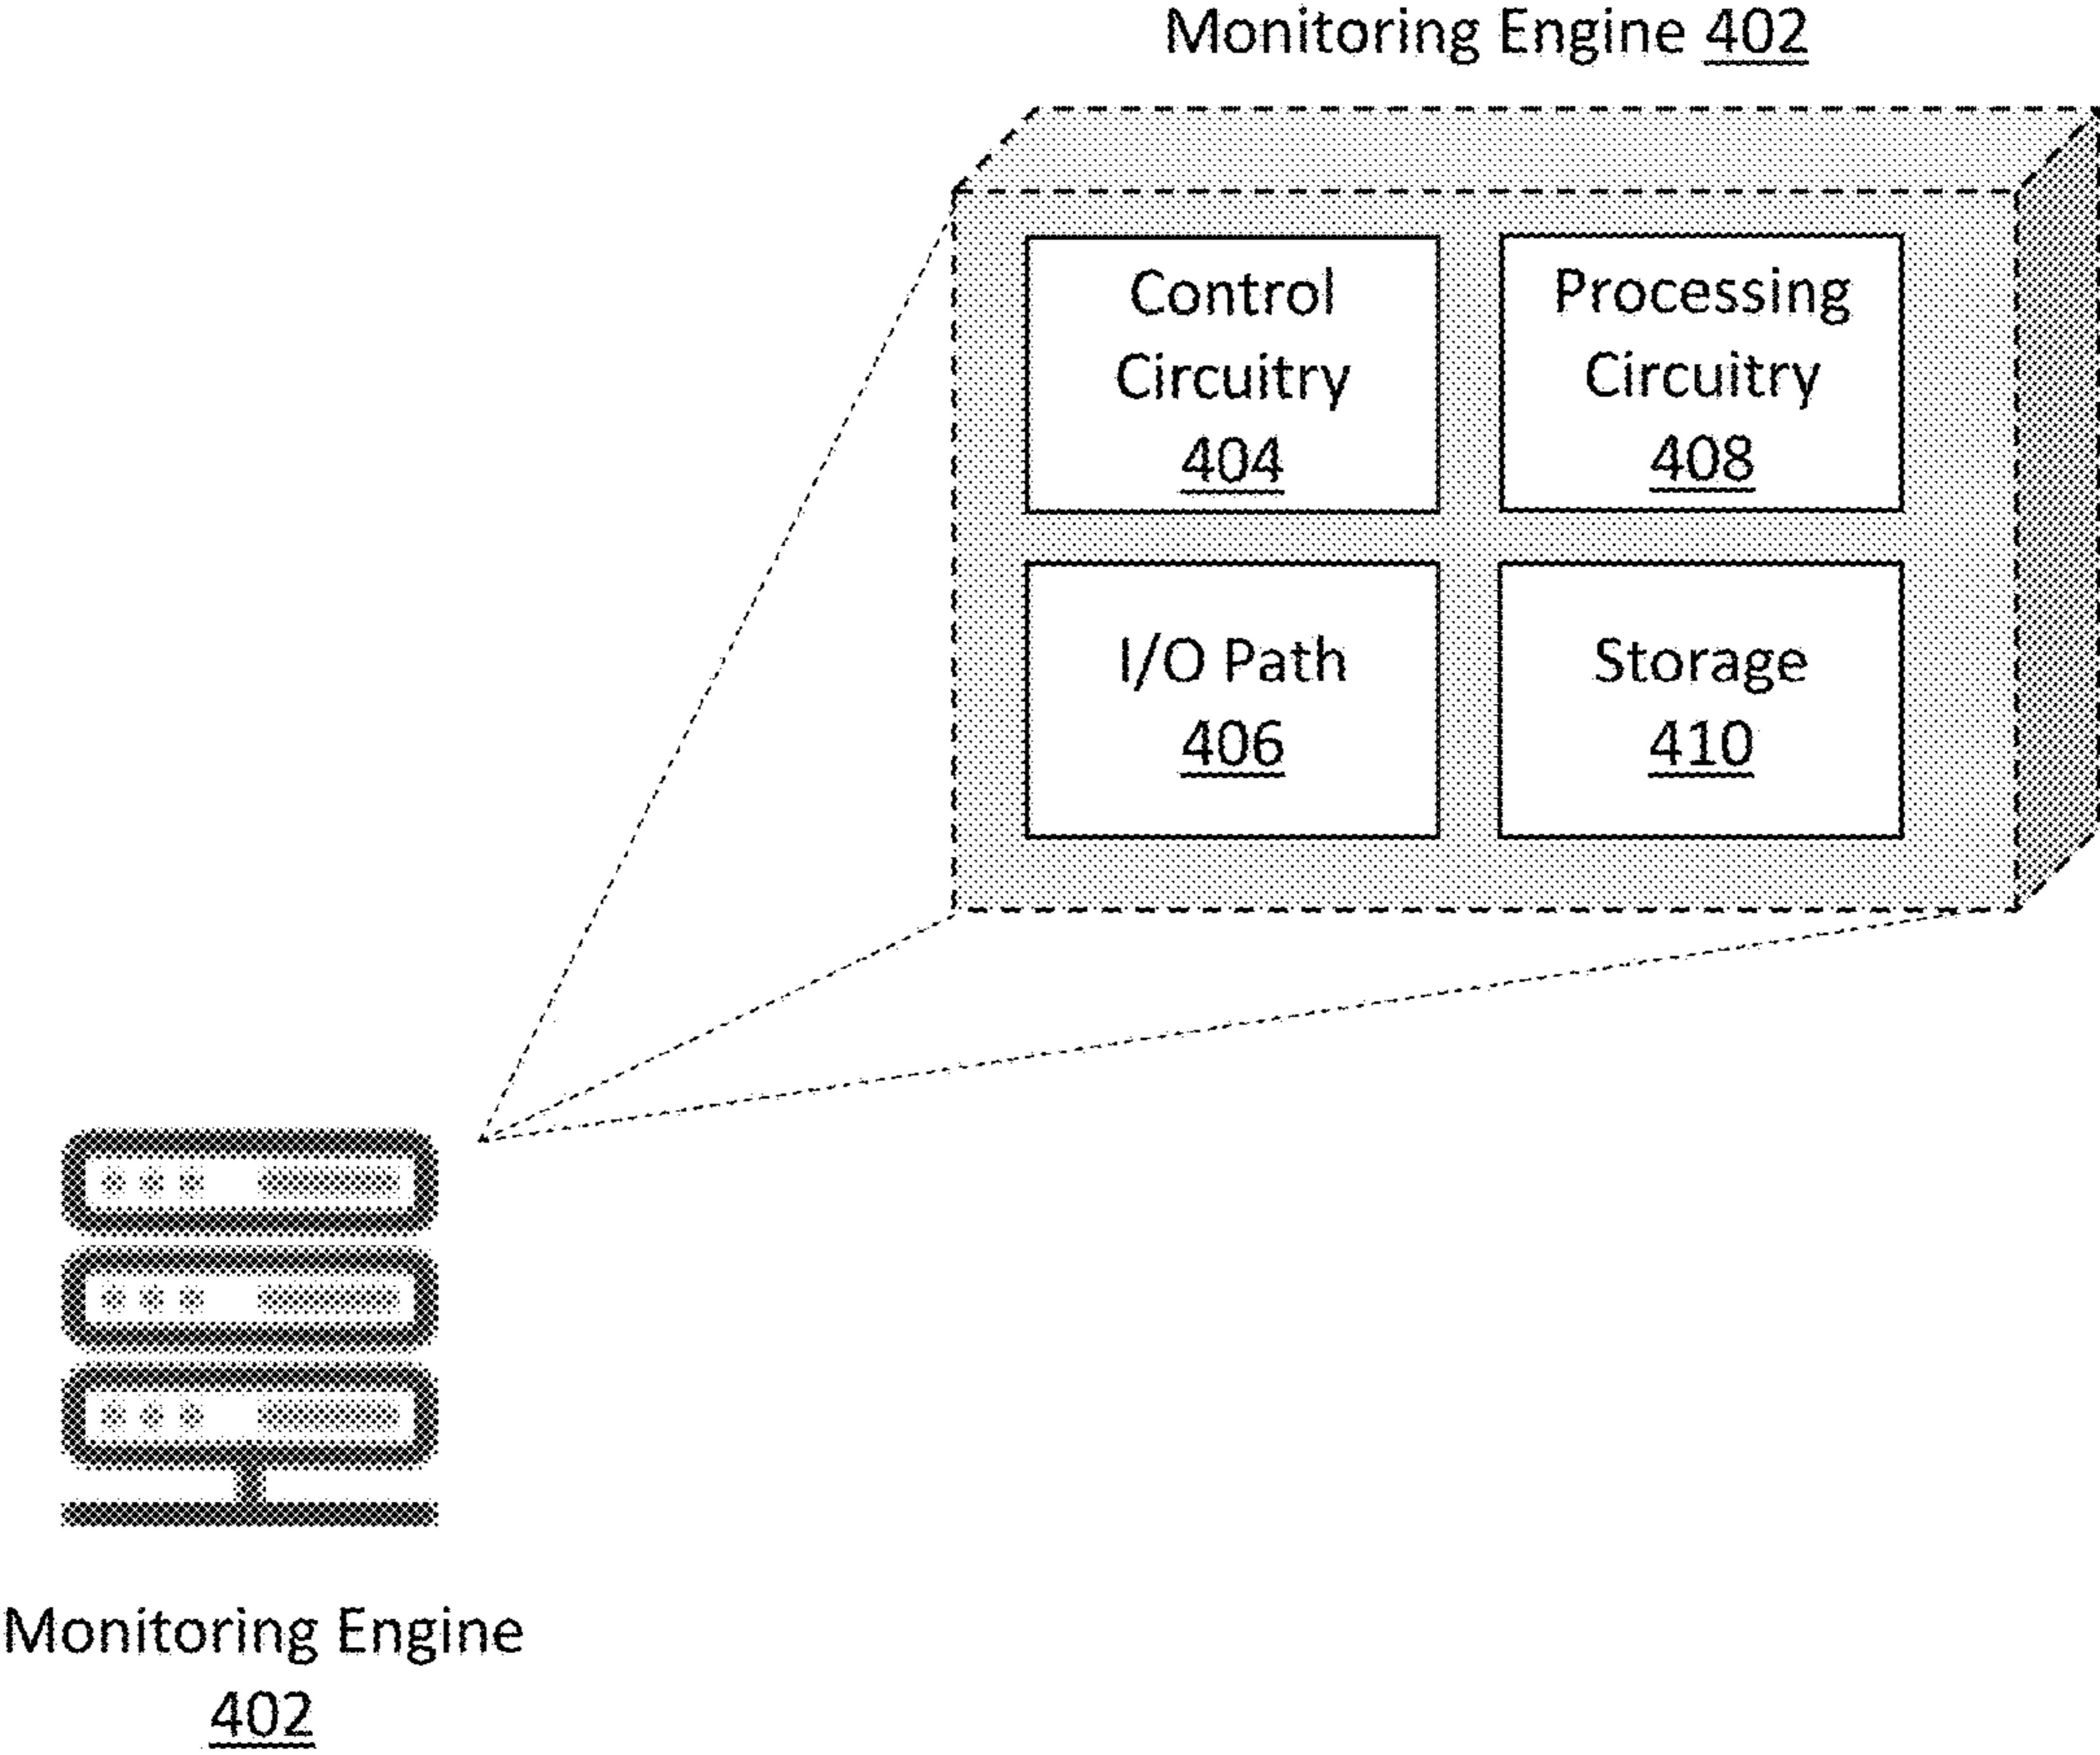 Monitoring Engine 402
Control
Circuitry
404
Processing
Circuitry
408
I/O Path
406
Storage
410
Monitoring Engine
402